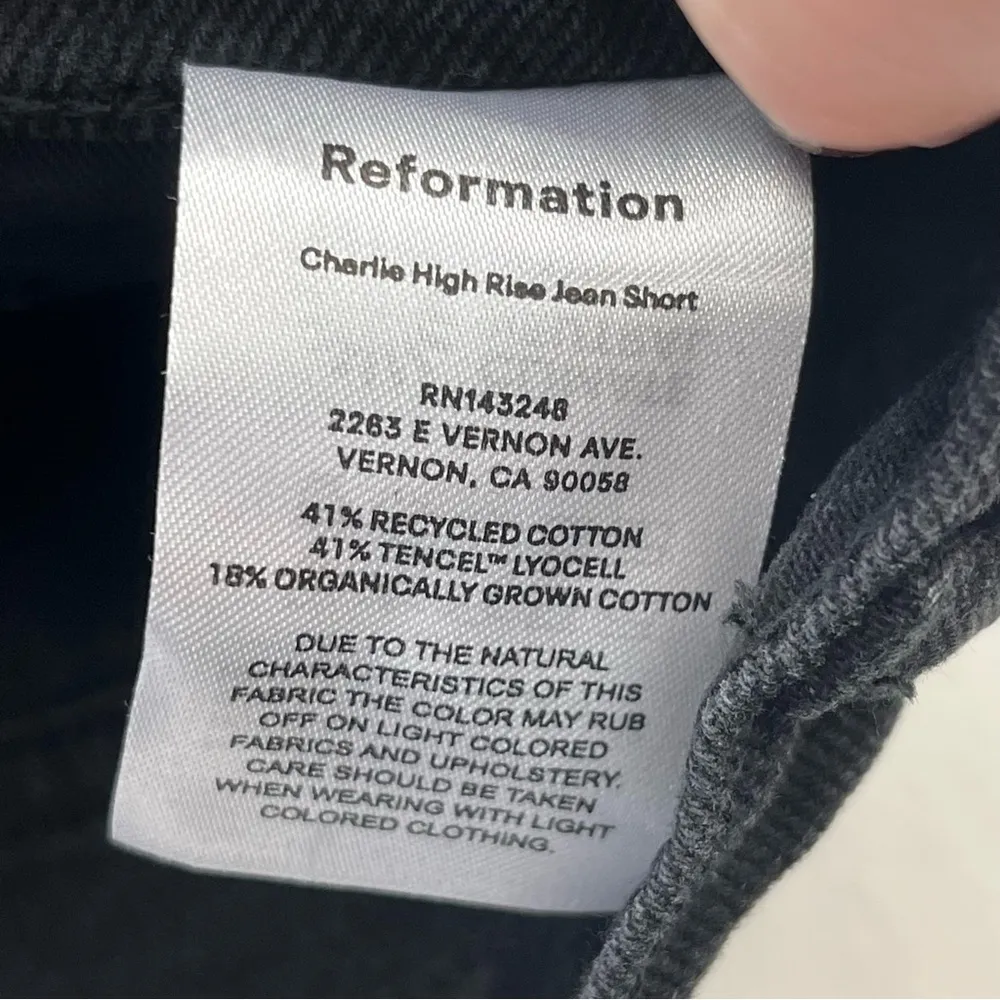 Reformation
Charlie High Rise Jean Short
RN143248
2263 E VERNON AVE.
VERNON, CA 90058
41% RECYCLED COTTON
41% TENCEL™ LYOCELL
18% ORGANICALLY GROWN COTTON
DUE TO THE NATURAL
CHARACTERISTICS OF THIS
FABRIC THE COLOR MAY RUB
OFF ON LIGHT COLORED
FABRICS AND UPHOLSTERY.
CARE SHOULD BE TAKEN
WHEN WEARING WITH LIGHT
COLORED CLOTHING.